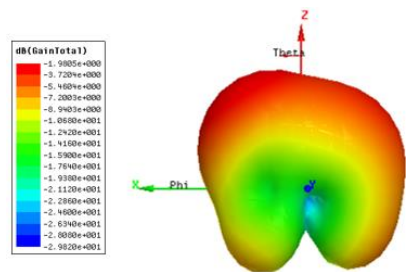 dB(GainTotal)
-1.9805e+000
-3.7204e+000
-5.4604e+000
-7.2003e+000
-8.9403e+000
-1.0680e+001
-1.2420e+001
-1.4160e+001
-1.5900e+001
-1.7640e+001
-1.9380e+001
-2.1120e+001
-2.2860e+001
-2.4600e+001
-2.6340e+001
-2.8080e+001
-2.9820e+001
Z
Theta
X
Phi
Y